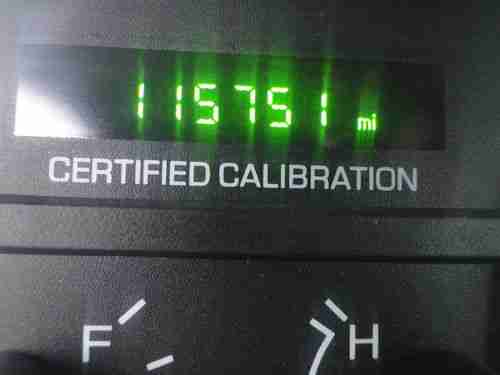 115751 mi
CERTIFIED CALIBRATION
F H